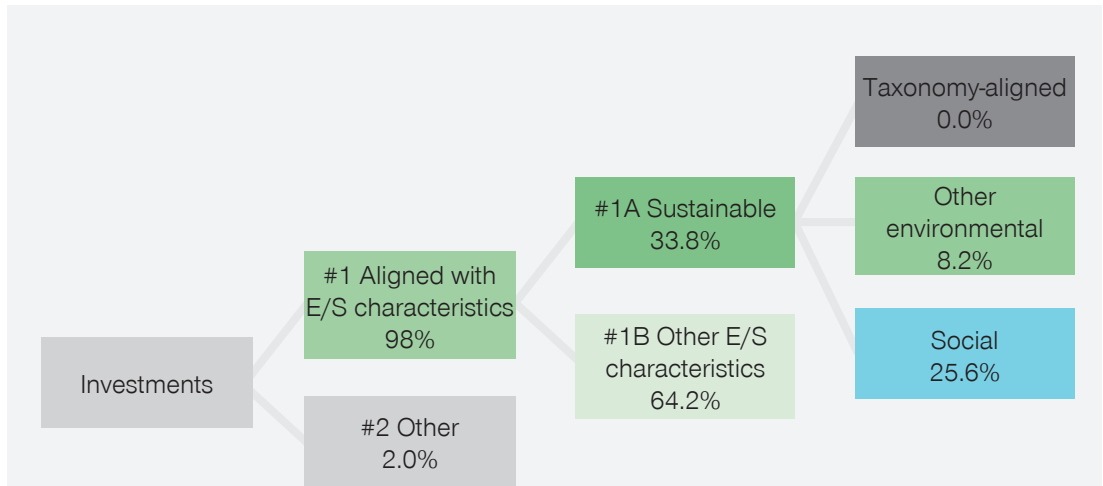 Investments
#1 Aligned with
E/S characteristics
98%
#2 Other
2.0%
#1A Sustainable
33.8%
#1B Other E/S
characteristics
64.2%
Taxonomy-aligned
0.0%
Other
environmental
8.2%
Social
25.6%